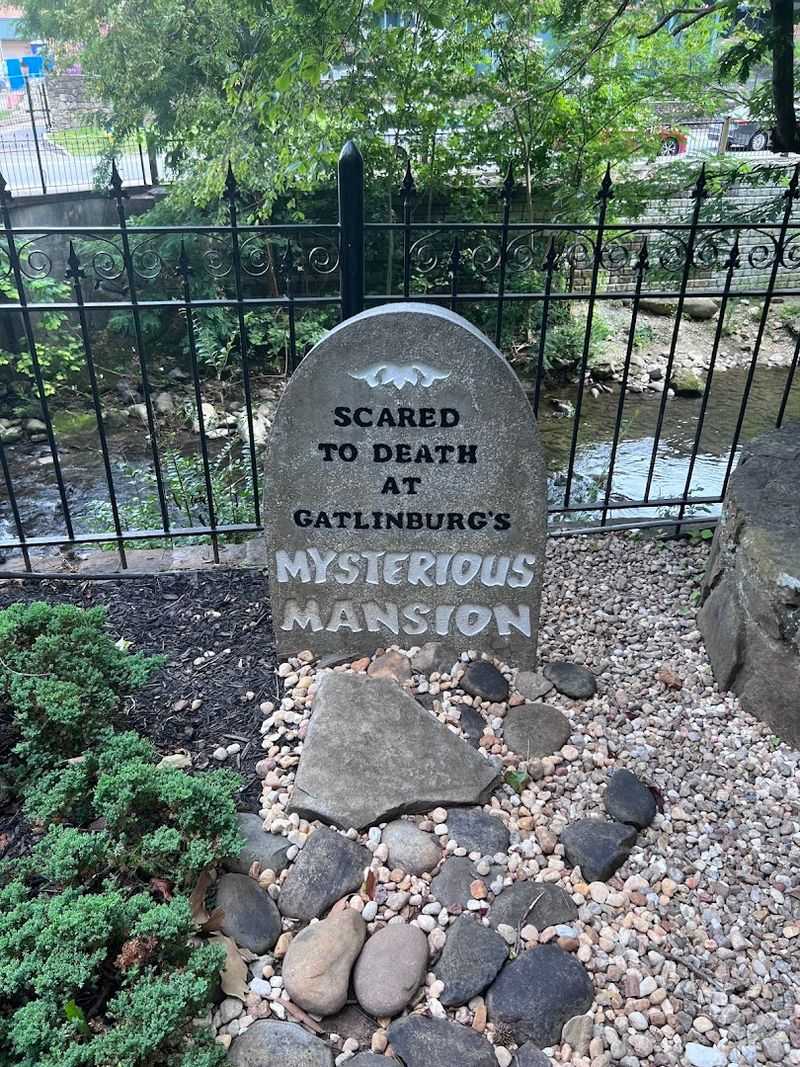 SCARED
TO DEATH
AT
GATLINBURG'S
MYSTERIOUS
MANSION